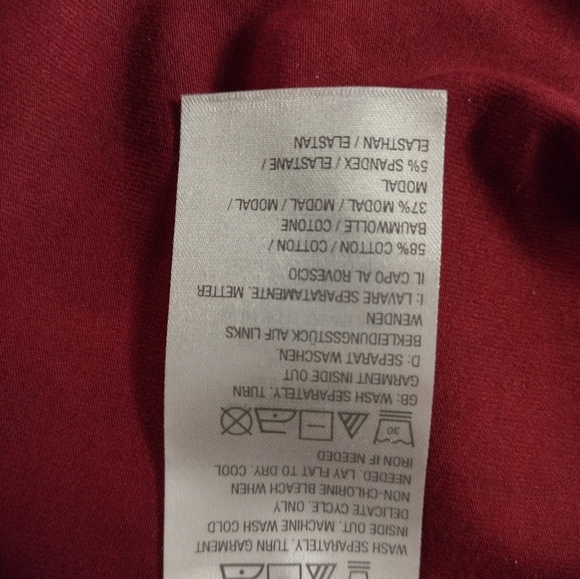 WASH SEPARATELY. TURN GARMENT
INSIDE OUT. MACHINE WASH COLD
DELICATE CYCLE. ONLY
NON-CHLORINE BLEACH WHEN
NEEDED. LAY FLAT TO DRY. COOL
IRON IF NEEDED
30
GB: WASH SEPARATELY. TURN
GARMENT INSIDE OUT
D: SEPARAT WASCHEN.
BEKLEIDUNGSSTÜCK AUF LINKS
WENDEN
I: LAVARE SEPARATAMENTE. METTER
IL CAPO AL ROVESCIO
58% COTTON / COTTON /
BAUMWOLLE / COTONE
37% MODAL / MODAL / MODAL /
MODAL
5% SPANDEX / ELASTANE /
ELASTHAN / ELASTAN